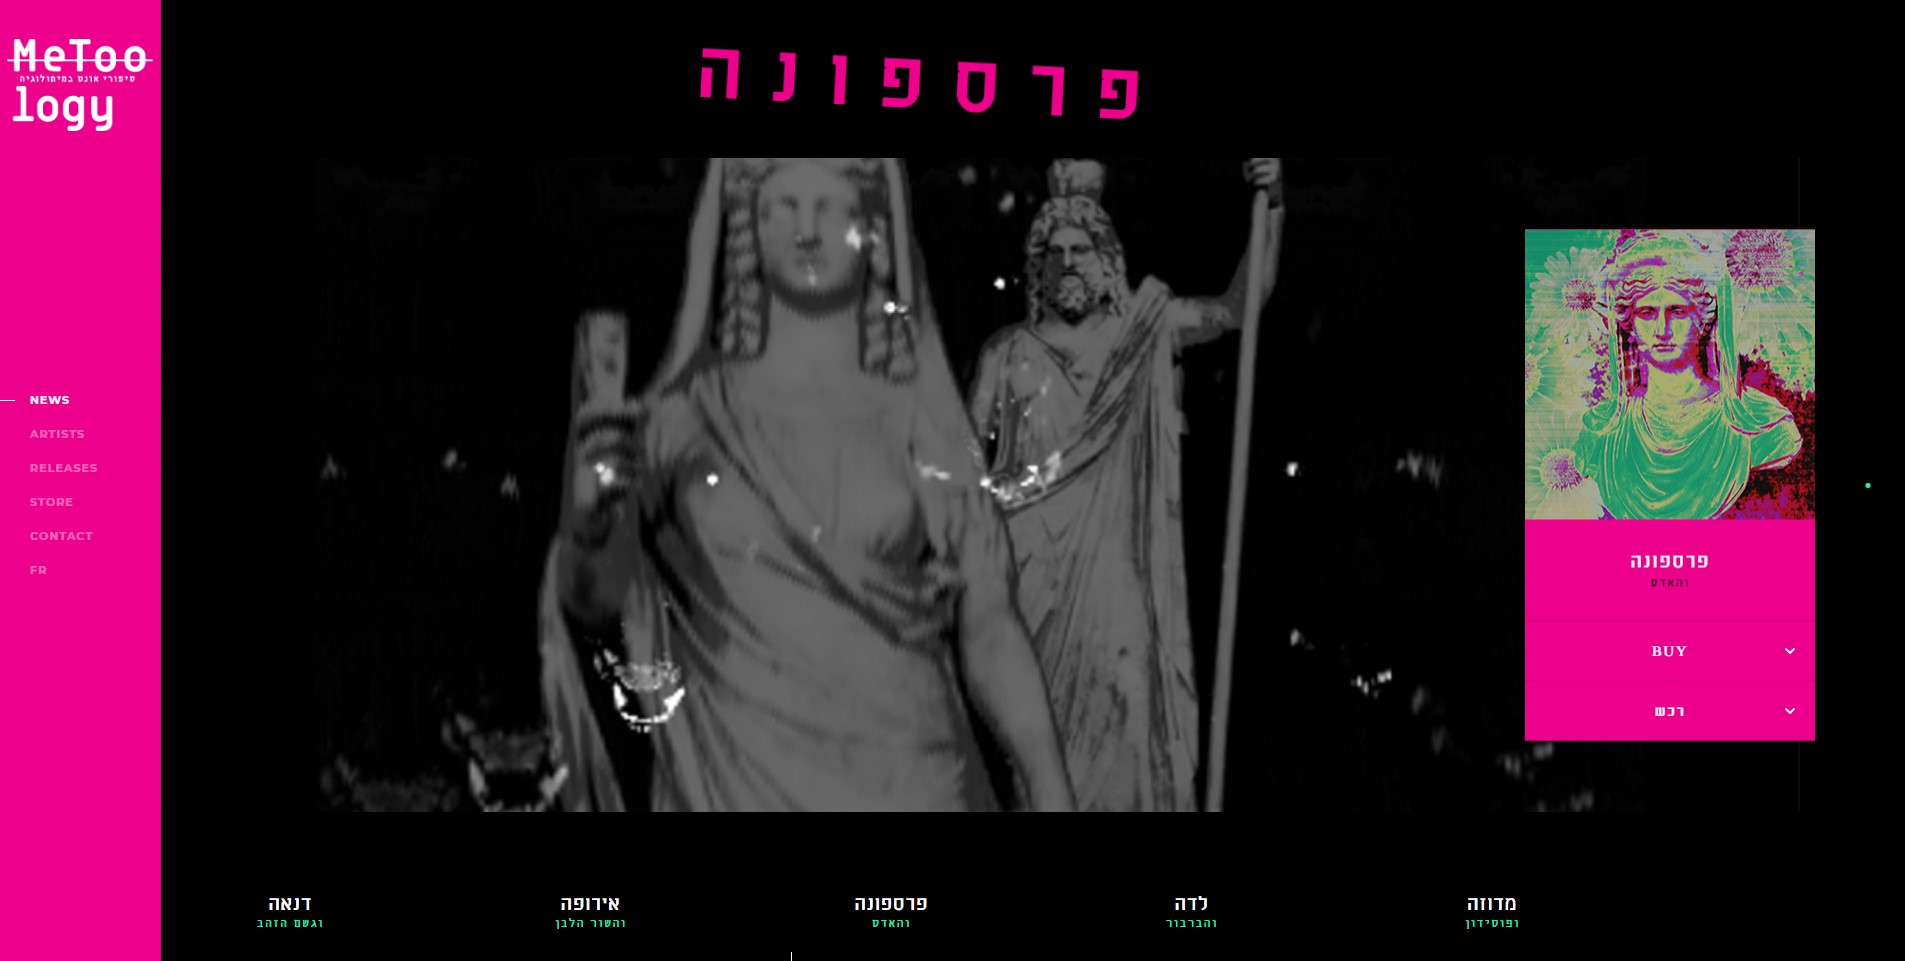 MeToo
סיפורי אונס במיתולוגיה
logy
NEWS
ARTISTS
RELEASES
STORE
CONTACT
FR
פרספונה
פרספונה
והאדס
BUY
רכש
מדוזה
ופוסידון
לדה
והברבור
פרספונה
והאדס
אירופה
והשור הלבן
דנאה
וגשם הזהב